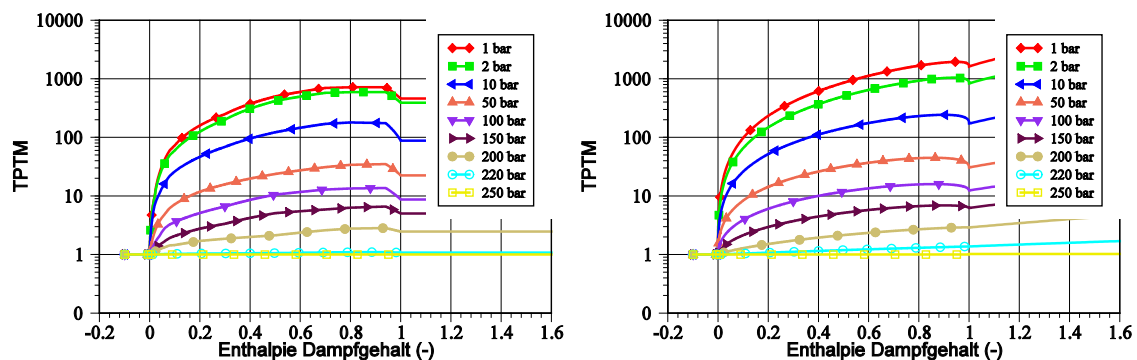 10000
1000
100
10
1
0
TPTM
-0.2 0 0.2 0.4 0.6 0.8 1 1.2 1.4 1.6
Enthalpie Dampfgehalt (-)
1 bar
2 bar
10 bar
50 bar
100 bar
150 bar
200 bar
220 bar
250 bar
10000
1000
100
10
1
0
TPTM
-0.2 0 0.2 0.4 0.6 0.8 1 1.2 1.4 1.6
Enthalpie Dampfgehalt (-)
1 bar
2 bar
10 bar
50 bar
100 bar
150 bar
200 bar
220 bar
250 bar